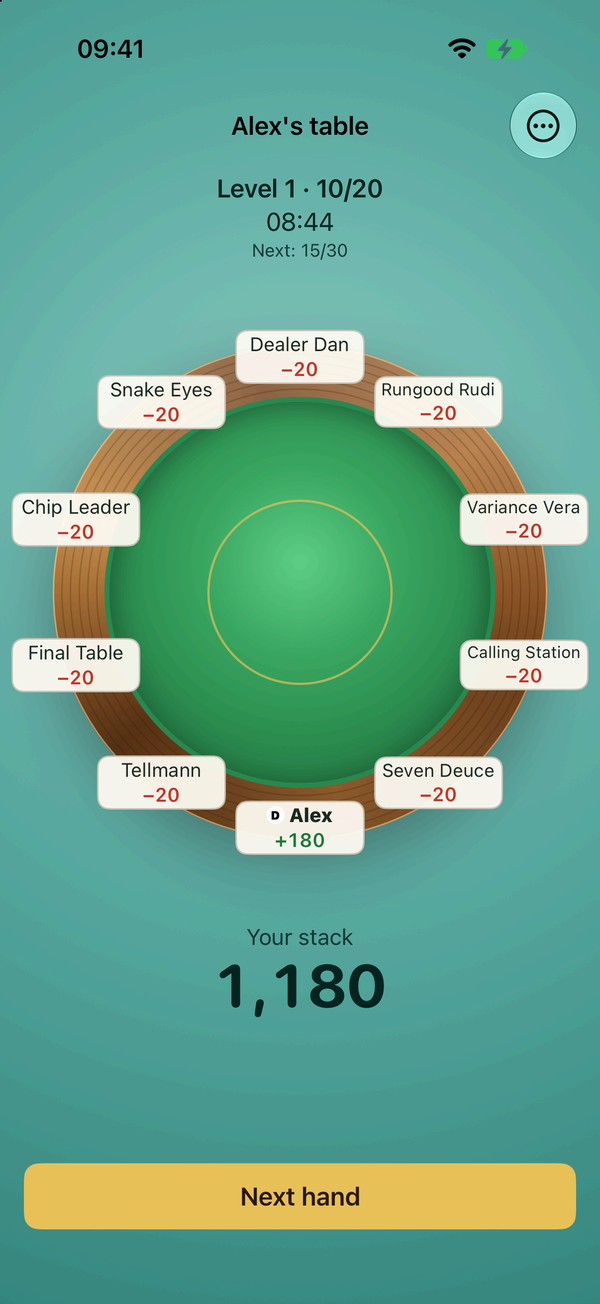 09:41
Alex's table
Level 1 · 10/20
08:44
Next: 15/30
Dealer Dan
−20
Snake Eyes
−20
Rungood Rudi
−20
Chip Leader
−20
Variance Vera
−20
Final Table
−20
Calling Station
−20
Tellmann
−20
Seven Deuce
−20
D Alex
+180
Your stack
1,180
Next hand